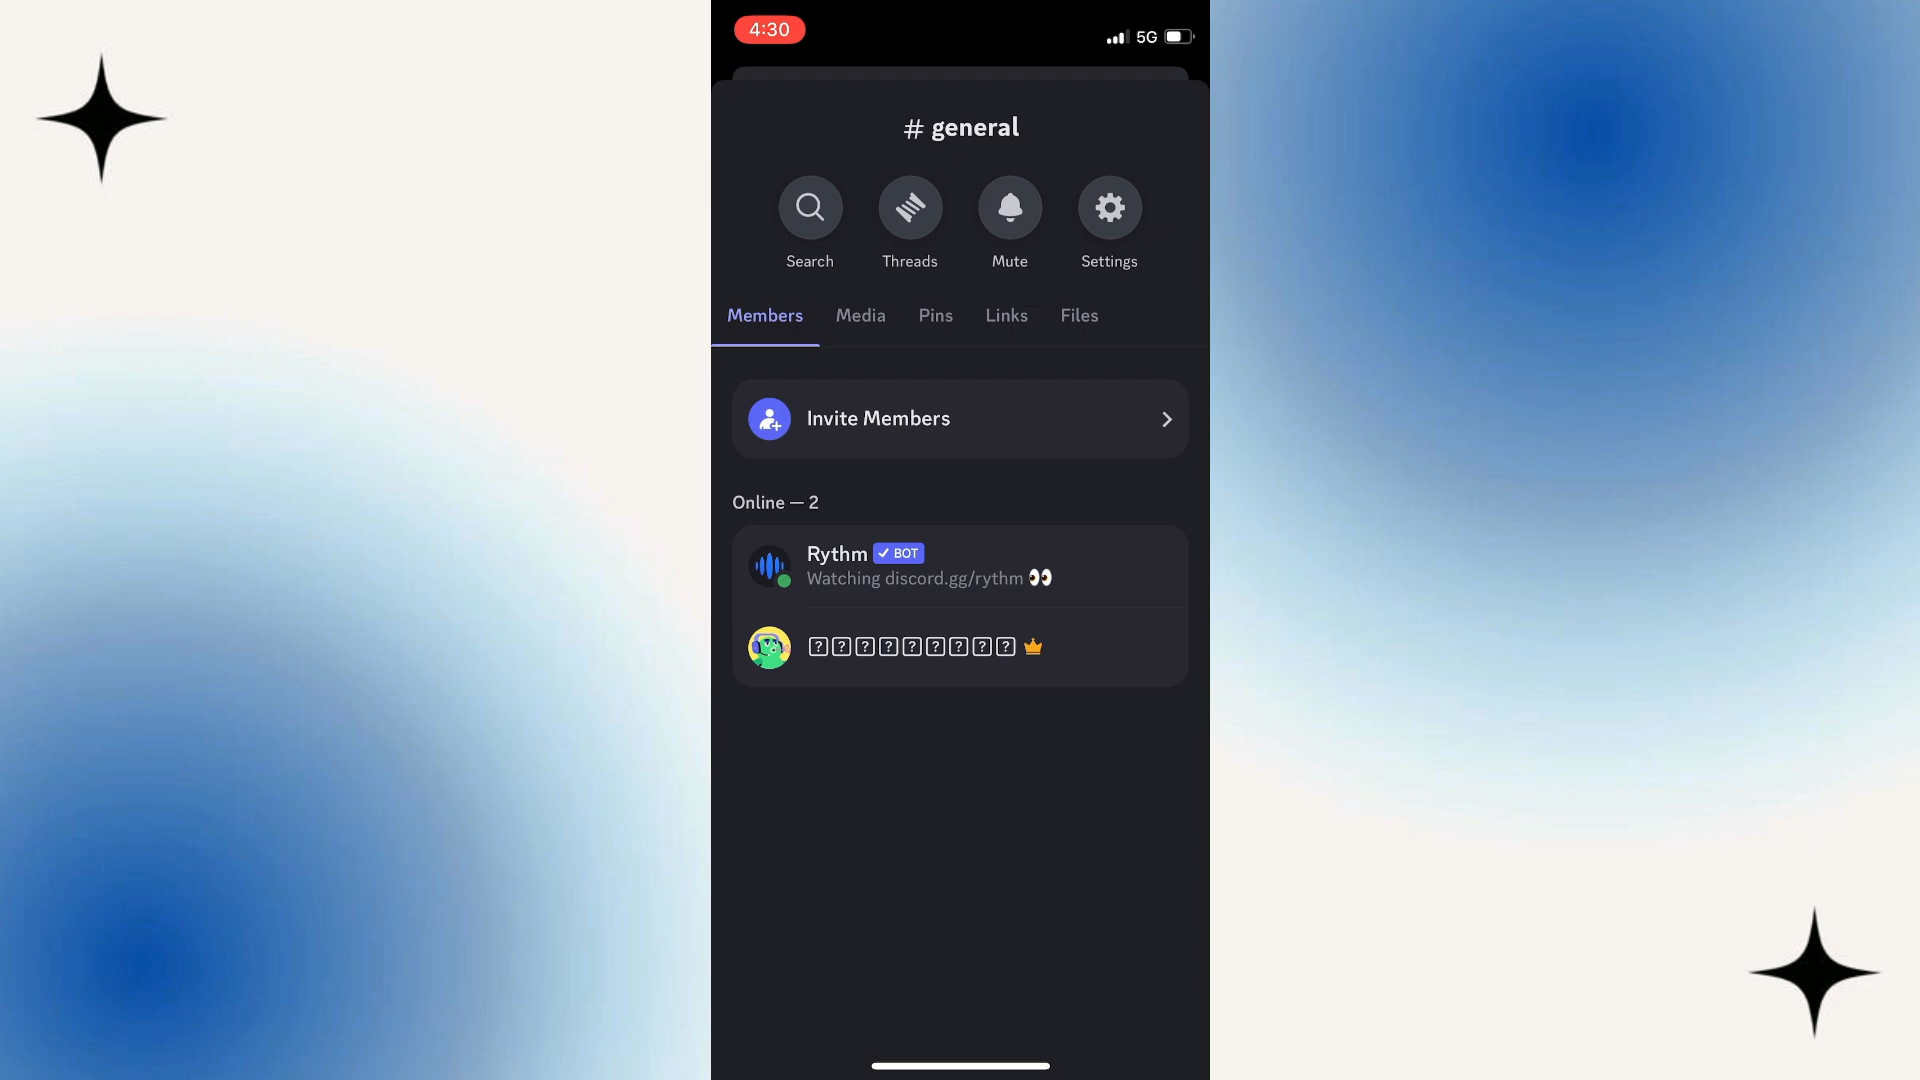 4:30
5G
# general
Search Threads Mute Settings
Members Media Pins Links Files
Invite Members
Online — 2
Rythm ✓ BOT
Watching discord.gg/rythm 👀